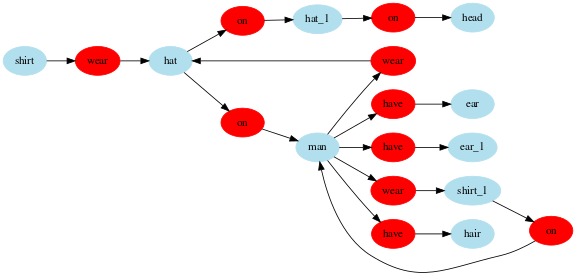 on
hat_1
on
head
shirt
wear
hat
wear
have
ear
on
man
have
ear_1
wear
shirt_1
have
hair
on